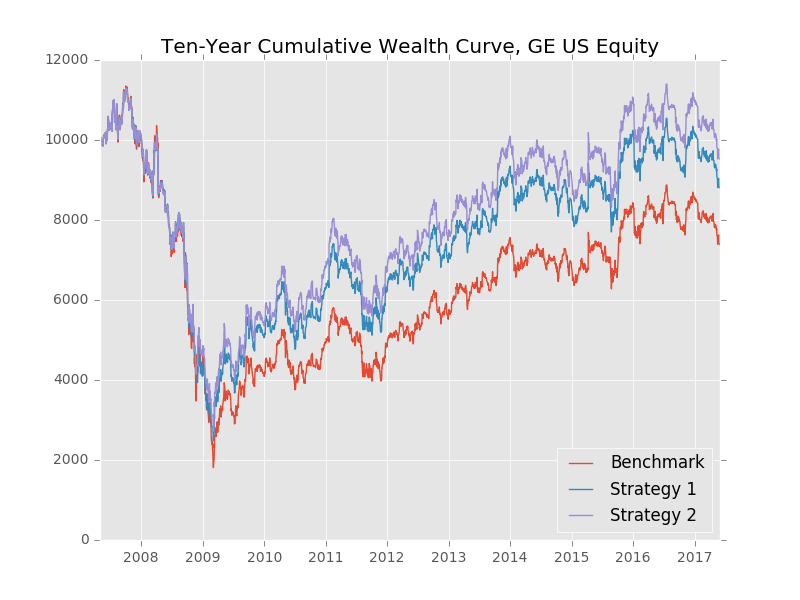 Ten-Year Cumulative Wealth Curve, GE US Equity
12000
10000
8000
6000
4000
2000
0
2008 2009 2010 2011 2012 2013 2014 2015 2016 2017
Benchmark
Strategy 1
Strategy 2